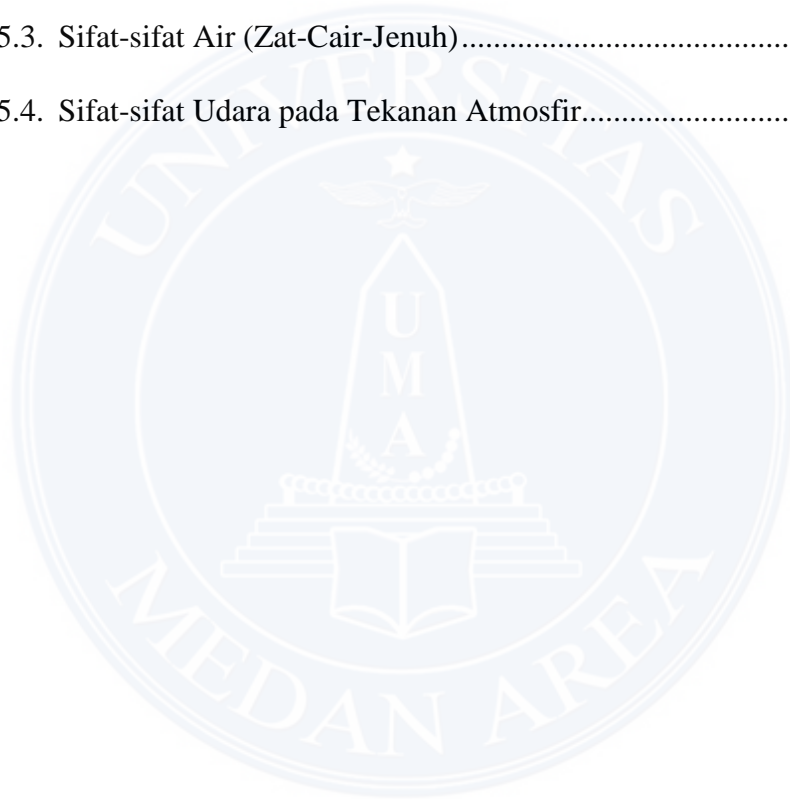 5.3. Sifat-sifat Air (Zat-Cair-Jenuh)..........................................
5.4. Sifat-sifat Udara pada Tekanan Atmosfir...........................
UNIVERSITAS
U
M
A
MEDAN AREA